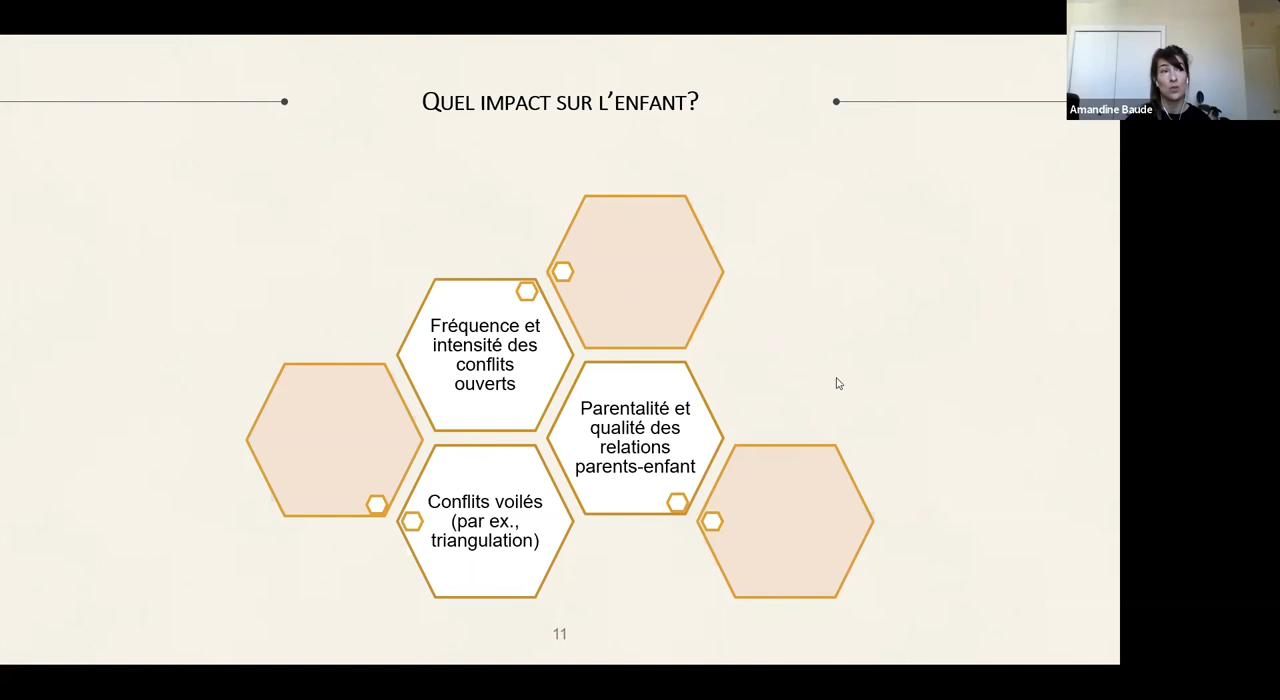 Amandine Baude
QUEL IMPACT SUR L'ENFANT?
Fréquence et
intensité des
conflits
ouverts
Parentalité et
qualité des
relations
parents-enfant
Conflits voilés
(par ex.,
triangulation)
11